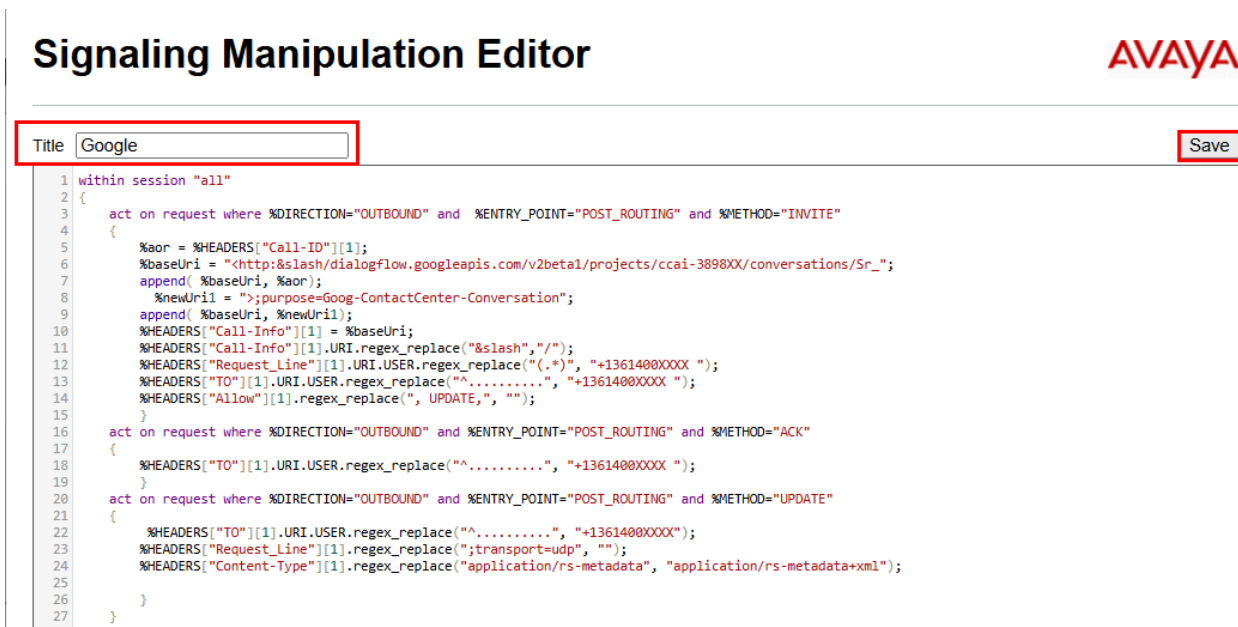 Signaling Manipulation Editor
AVAYA
Title Google
Save
1 within session "all"
2 {
3 act on request where %DIRECTION="OUTBOUND" and %ENTRY_POINT="POST_ROUTING" and %METHOD="INVITE"
4 {
5 %aor = %HEADERS["Call-ID"][1];
6 %baseUri = "<http:&slash/dialogflow.googleapis.com/v2beta1/projects/ccai-3898XX/conversations/Sr_";
7 append( %baseUri, %aor);
8 %newUri1 = ">;purpose=Goog-ContactCenter-Conversation";
9 append( %baseUri, %newUri1);
10 %HEADERS["Call-Info"][1] = %baseUri;
11 %HEADERS["Call-Info"][1].URI.regex_replace("&slash","/");
12 %HEADERS["Request_Line"][1].URI.USER.regex_replace("(.*)", "+1361400XXXX ");
13 %HEADERS["TO"][1].URI.USER.regex_replace("^..........", "+1361400XXXX ");
14 %HEADERS["Allow"][1].regex_replace(", UPDATE,", "");
15 }
16 act on request where %DIRECTION="OUTBOUND" and %ENTRY_POINT="POST_ROUTING" and %METHOD="ACK"
17 {
18 %HEADERS["TO"][1].URI.USER.regex_replace("^..........", "+1361400XXXX ");
19 }
20 act on request where %DIRECTION="OUTBOUND" and %ENTRY_POINT="POST_ROUTING" and %METHOD="UPDATE"
21 {
22 %HEADERS["TO"][1].URI.USER.regex_replace("^..........", "+1361400XXXX");
23 %HEADERS["Request_Line"][1].regex_replace(";transport=udp", "");
24 %HEADERS["Content-Type"][1].regex_replace("application/rs-metadata", "application/rs-metadata+xml");
25
26 }
27 }